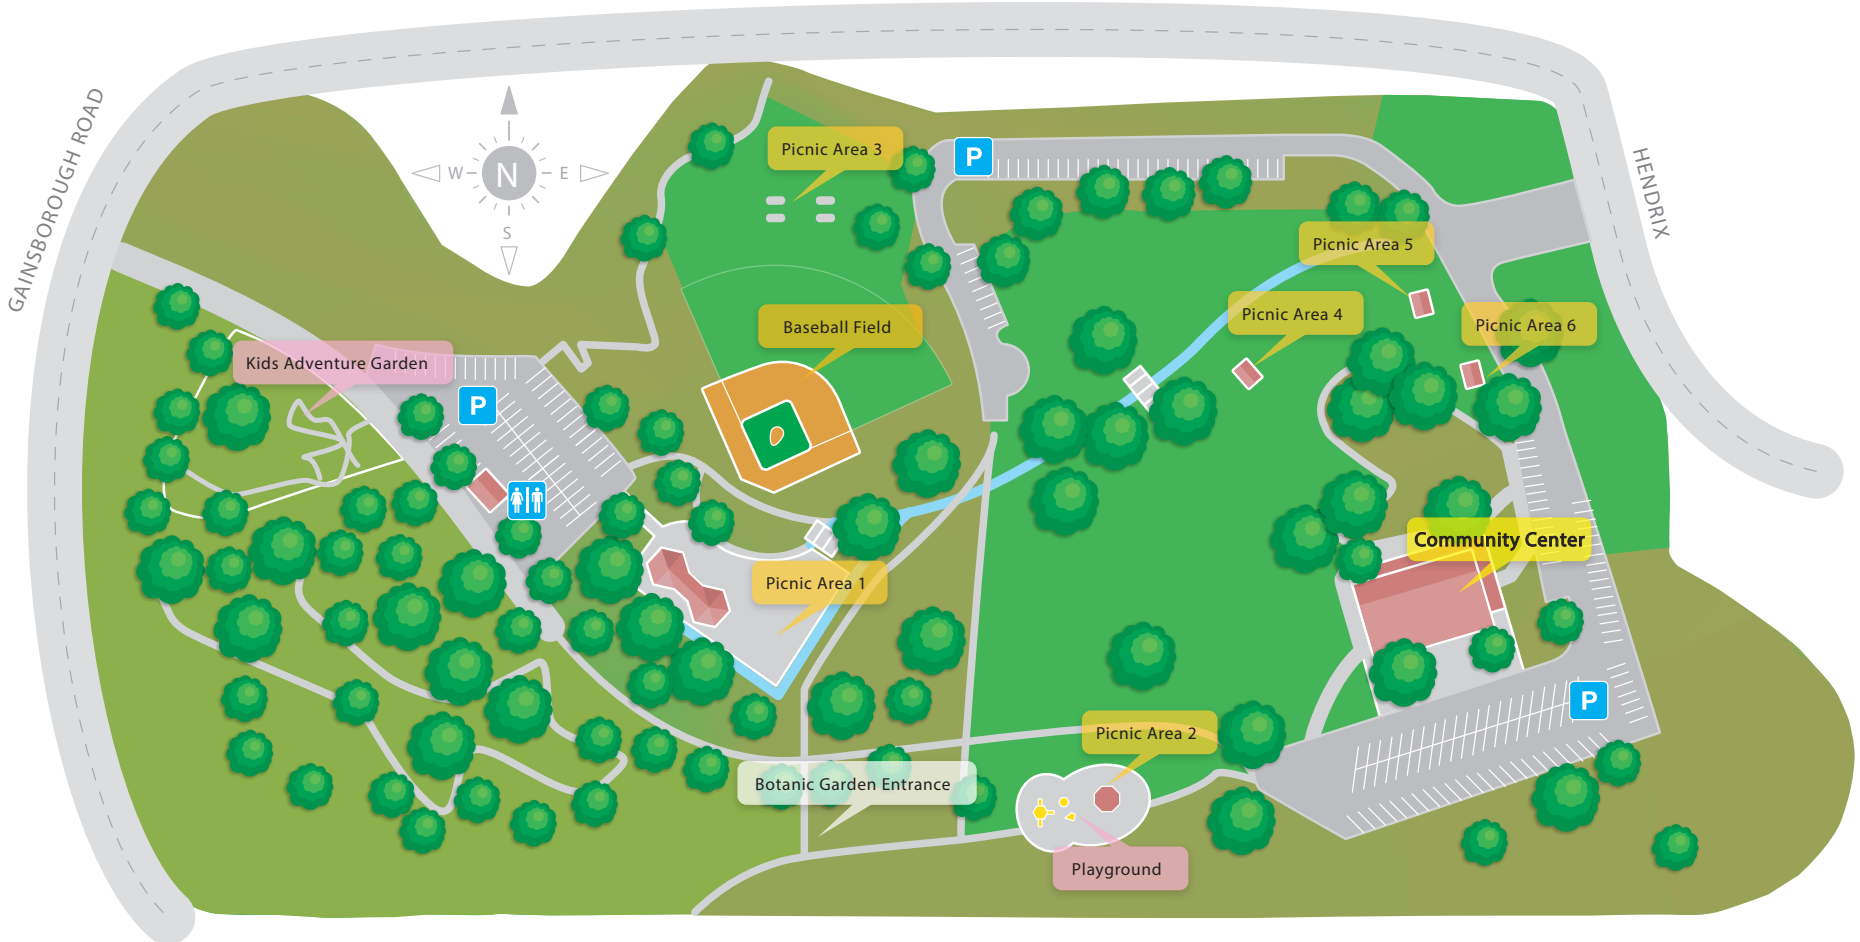 GAINSBOROUGH ROAD
HENDRIX
W
N
E
S
P
P
P
Picnic Area 3
Picnic Area 5
Picnic Area 4
Picnic Area 6
Baseball Field
Kids Adventure Garden
Community Center
Picnic Area 1
Picnic Area 2
Botanic Garden Entrance
Playground